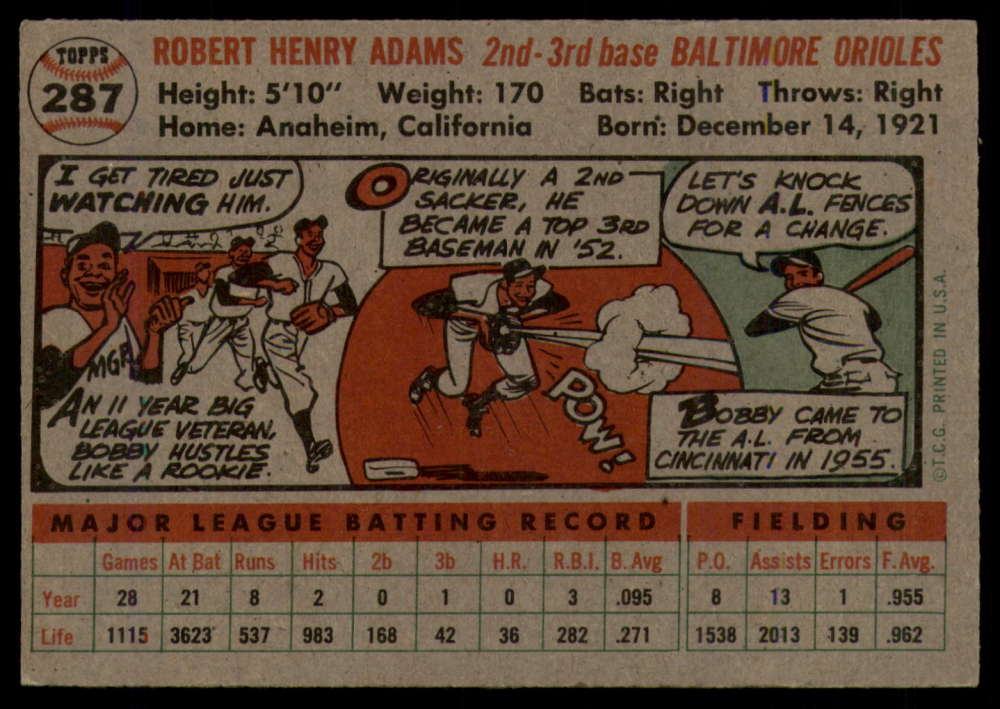 TOPPS
287
ROBERT HENRY ADAMS 2nd-3rd base BALTIMORE ORIOLES
Height: 5'10" Weight: 170 Bats: Right Throws: Right
Home: Anaheim, California Born: December 14, 1921
I GET TIRED JUST
WATCHING HIM.
MGR
AN 11 YEAR BIG
LEAGUE VETERAN,
BOBBY HUSTLES
LIKE A ROOKIE.
ORIGINALLY A 2ND
SACKER, HE
BECAME A TOP 3RD
BASEMAN IN '52.
POW!
LET'S KNOCK
DOWN A.L. FENCES
FOR A CHANGE.
BOBBY CAME TO
THE A.L. FROM
CINCINNATI IN 1955.
©T.C.G. PRINTED IN U.S.A.
MAJOR LEAGUE BATTING RECORD FIELDING
Games At Bat Runs Hits 2b 3b H.R. R.B.I. B. Avg P.O. Assists Errors F. Avg.
Year 28 21 8 2 0 1 0 3 .095 8 13 1 .955
Life 1115 3623 537 983 168 42 36 282 .271 1538 2013 139 .962